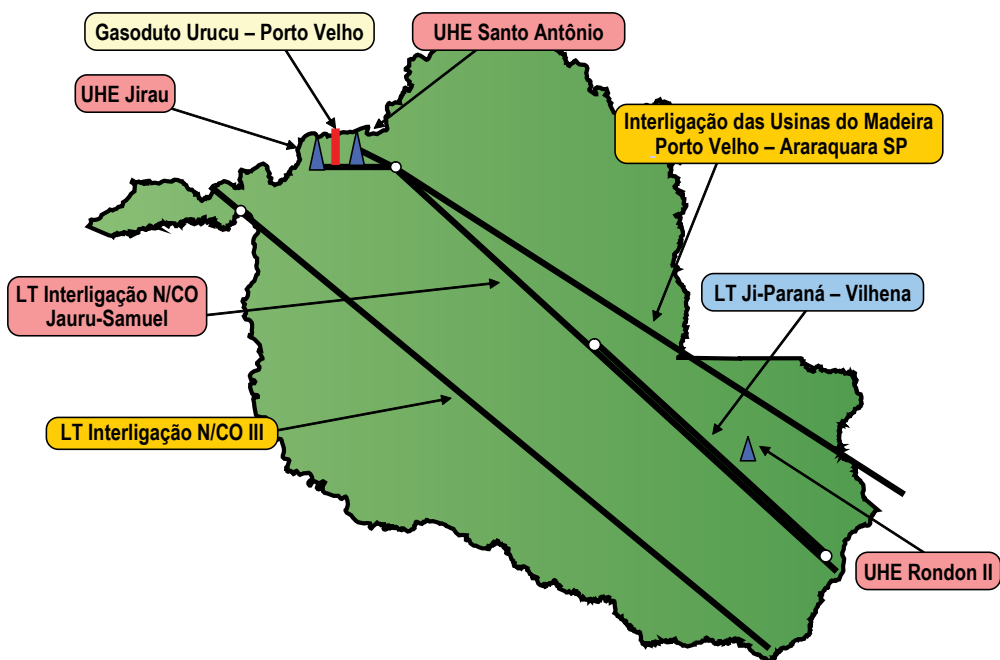 Gasoduto Urucu – Porto Velho
UHE Santo Antônio
UHE Jirau
Interligação das Usinas do Madeira
Porto Velho – Araraquara SP
LT Interligação N/CO
Jauru-Samuel
LT Ji-Paraná – Vilhena
LT Interligação N/CO III
UHE Rondon II